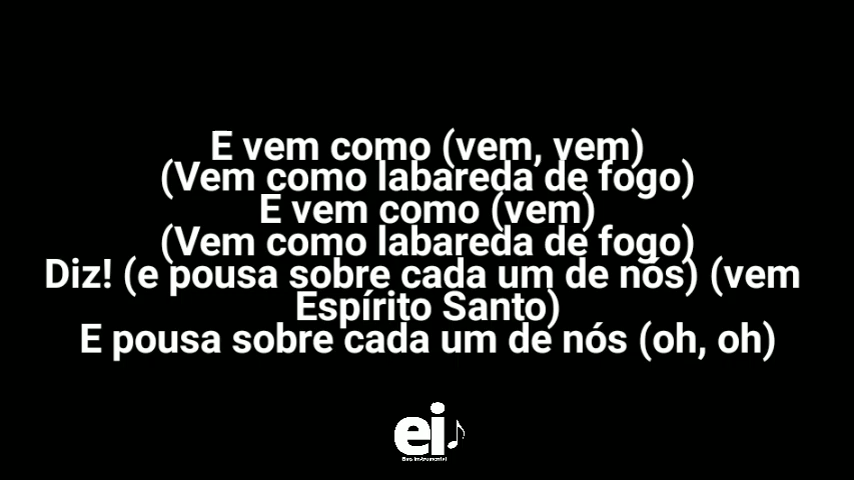 E vem como (vem, vem)
(Vem como labareda de fogo)
E vem como (vem)
(Vem como labareda de fogo)
Diz! (e pousa sobre cada um de nós) (vem
Espírito Santo)
E pousa sobre cada um de nós (oh, oh)
ei